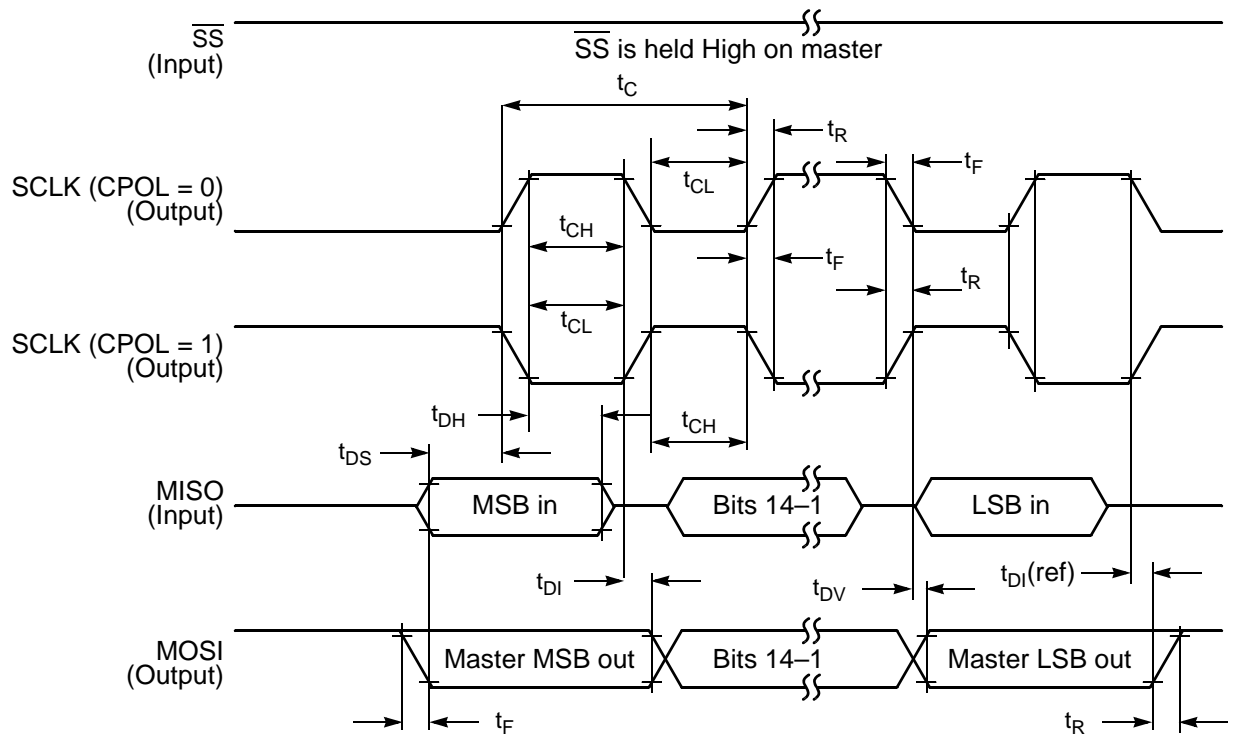 SS
(Input)
SS is held High on master
tC
tR
tF
SCLK (CPOL = 0)
(Output)
tCL
tCH
tF
tR
tCL
SCLK (CPOL = 1)
(Output)
tDH
tCH
tDS
MISO
(Input)
MSB in
Bits 14–1
LSB in
tDI
tDV
tDI(ref)
MOSI
(Output)
Master MSB out
Bits 14–1
Master LSB out
tF
tR